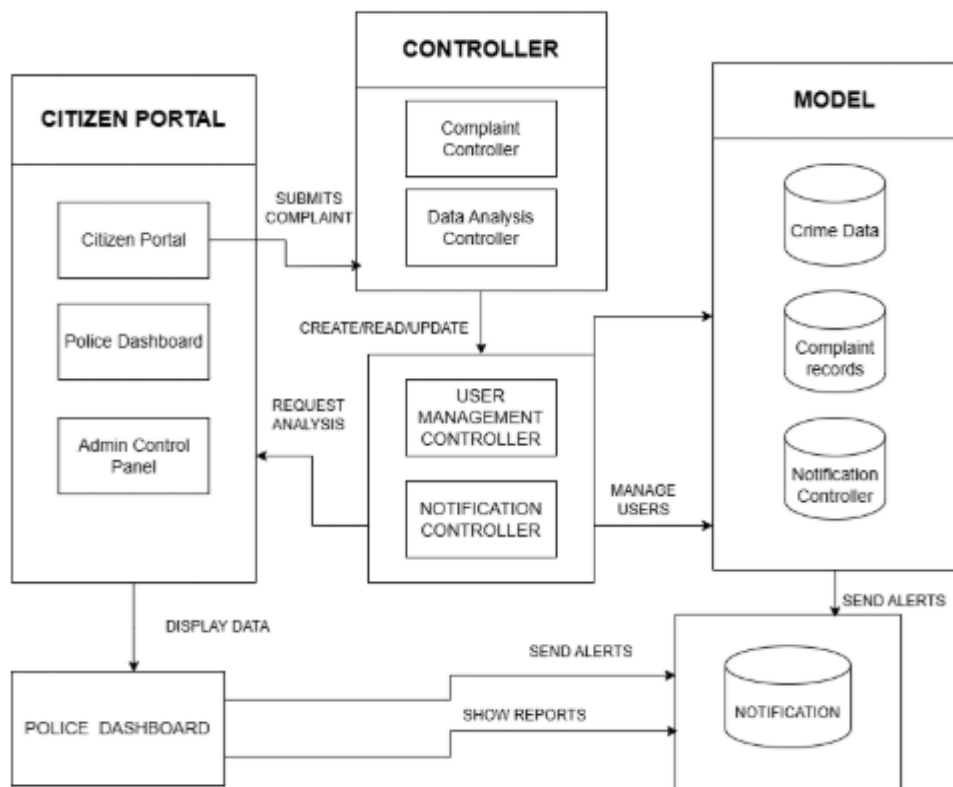 CONTROLLER
CITIZEN PORTAL
MODEL
Complaint
Controller
Data Analysis
Controller
SUBMITS
COMPLAINT
Citizen Portal
Police Dashboard
Admin Control
Panel
Crime Data
Complaint
records
Notification
Controller
CREATE/READ/UPDATE
USER
MANAGEMENT
CONTROLLER
NOTIFICATION
CONTROLLER
REQUEST
ANALYSIS
MANAGE
USERS
SEND ALERTS
DISPLAY DATA
SEND ALERTS
SHOW REPORTS
POLICE DASHBOARD
NOTIFICATION